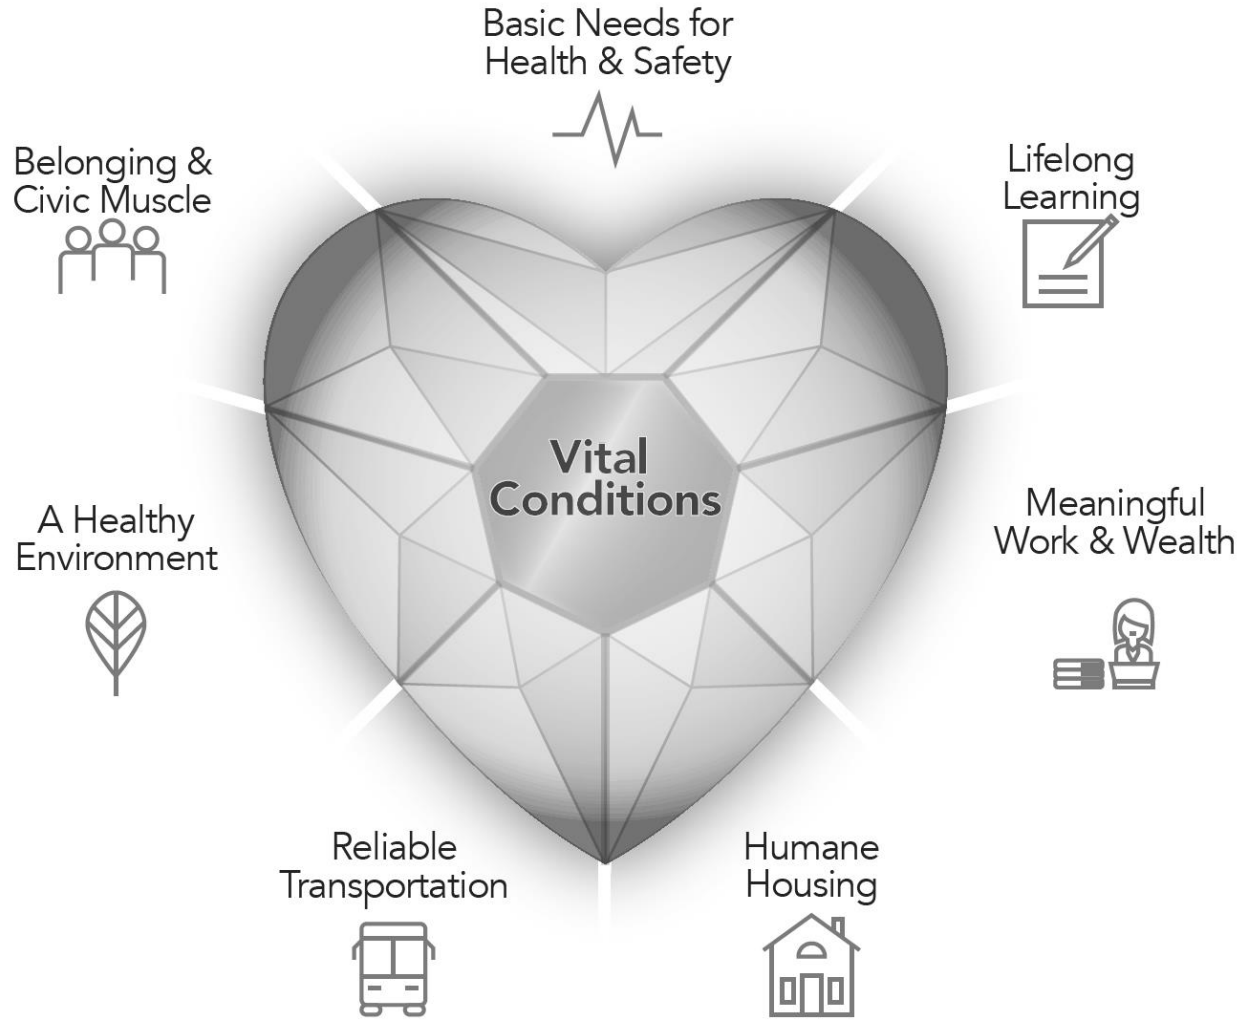 Basic Needs for
Health & Safety
Belonging &
Civic Muscle
Lifelong
Learning
Vital
Conditions
A Healthy
Environment
Meaningful
Work & Wealth
Reliable
Transportation
Humane
Housing